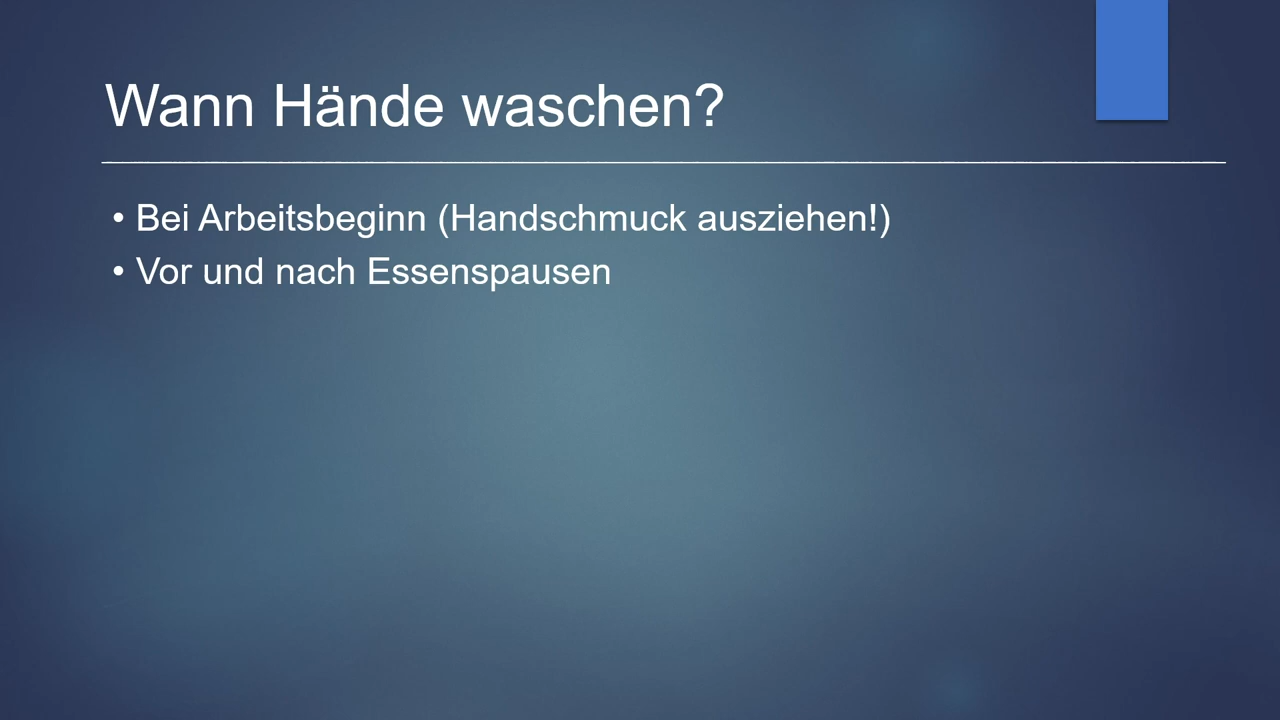 Wann Hände waschen?
• Bei Arbeitsbeginn (Handschmuck ausziehen!)
• Vor und nach Essenspausen